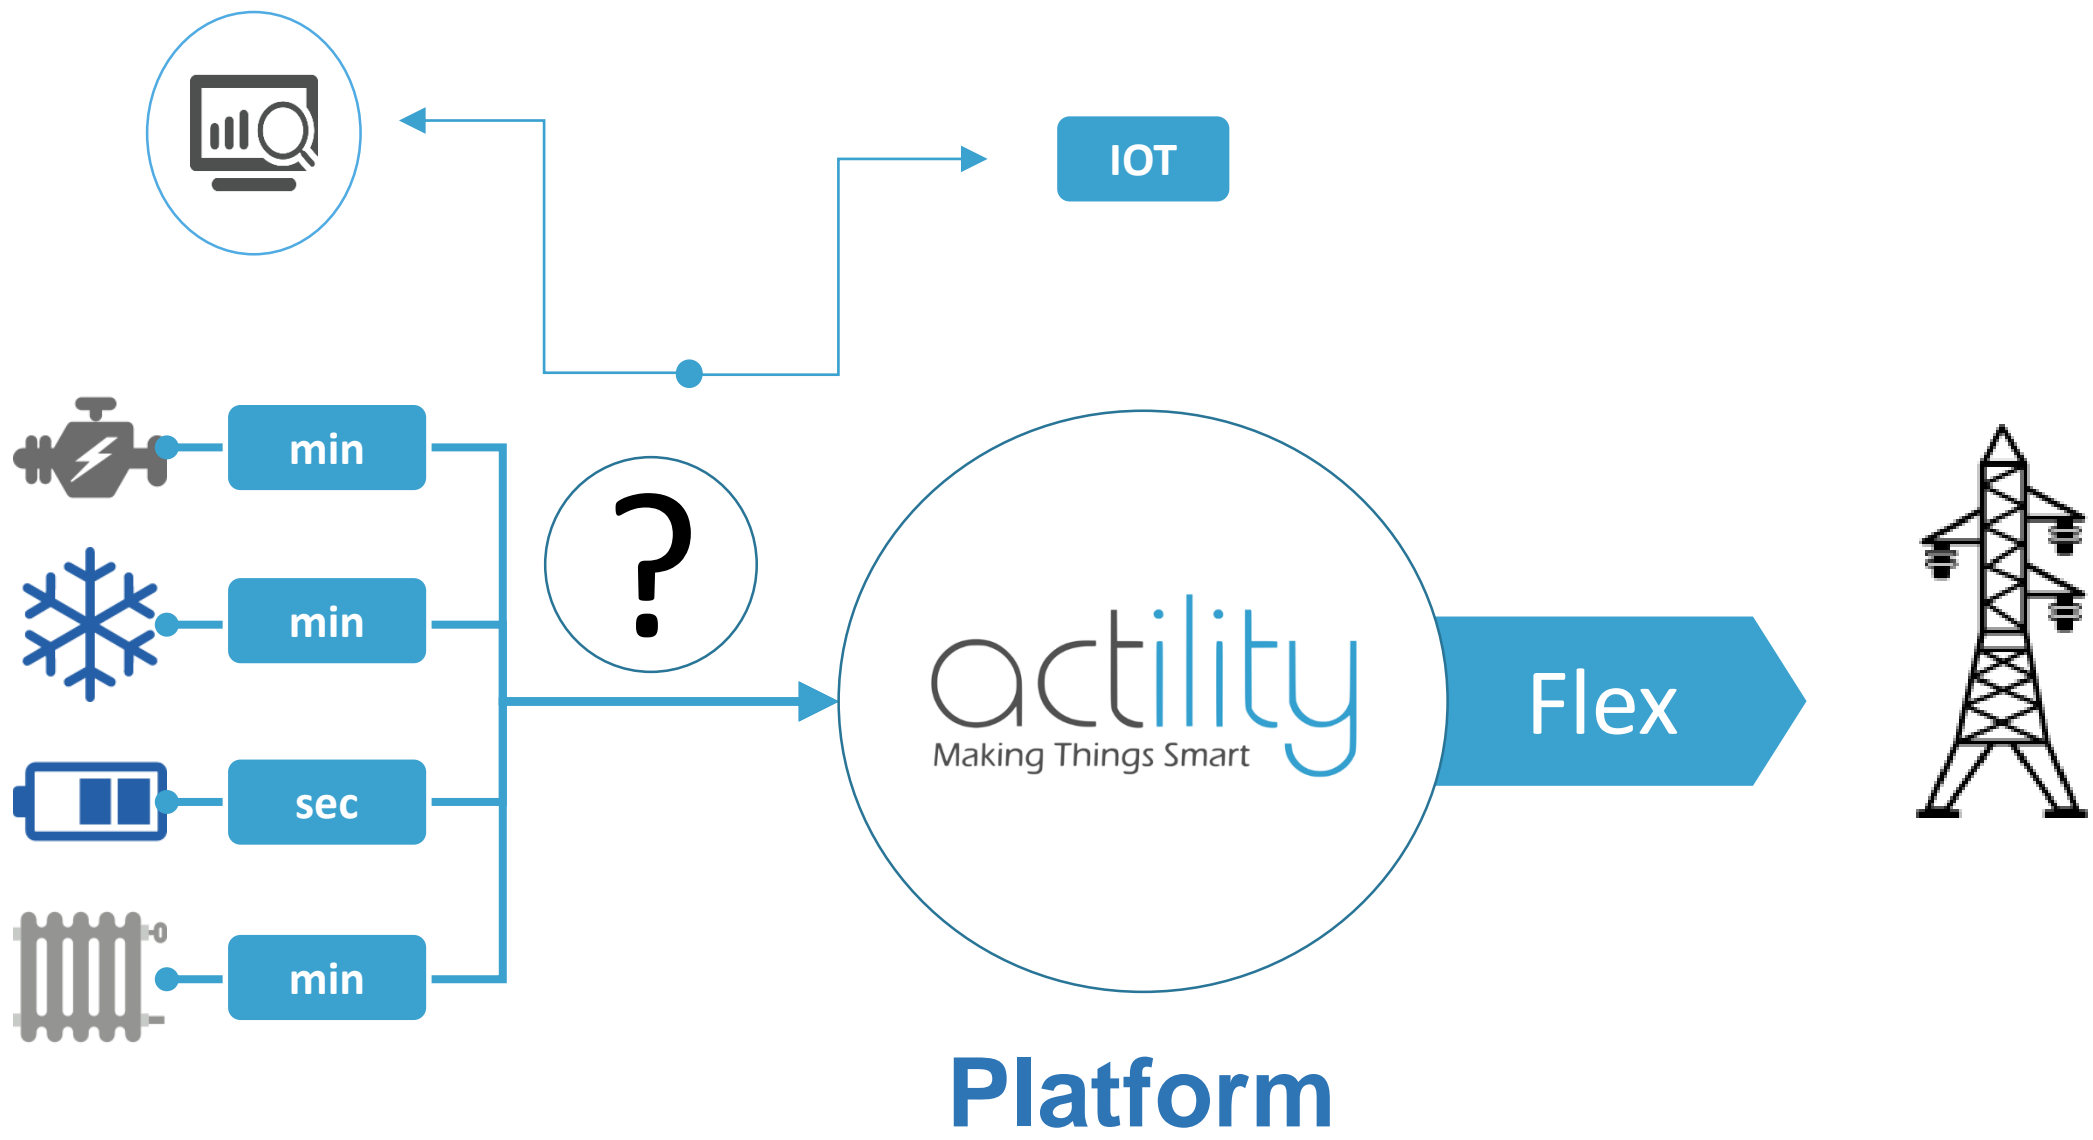 IOT
min
min
?
sec
min
actility
Making Things Smart
Flex
Platform